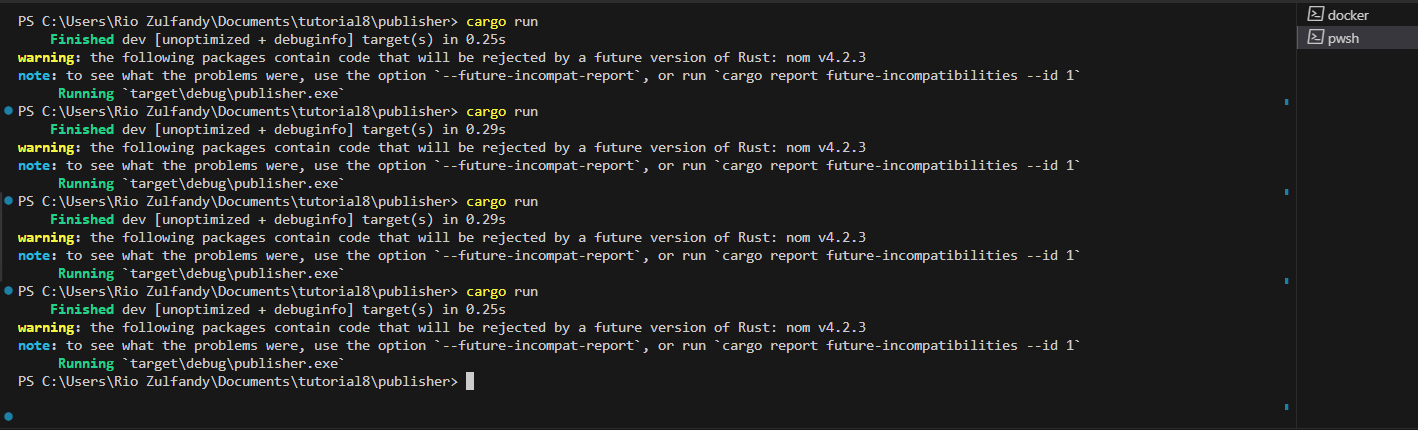 PS C:\Users\Rio Zulfandy\Documents\tutorial8\publisher> cargo run
Finished dev [unoptimized + debuginfo] target(s) in 0.25s
warning: the following packages contain code that will be rejected by a future version of Rust: nom v4.2.3
note: to see what the problems were, use the option `--future-incompat-report`, or run `cargo report future-incompatibilities --id 1`
Running `target\debug\publisher.exe`
PS C:\Users\Rio Zulfandy\Documents\tutorial8\publisher> cargo run
Finished dev [unoptimized + debuginfo] target(s) in 0.29s
warning: the following packages contain code that will be rejected by a future version of Rust: nom v4.2.3
note: to see what the problems were, use the option `--future-incompat-report`, or run `cargo report future-incompatibilities --id 1`
Running `target\debug\publisher.exe`
PS C:\Users\Rio Zulfandy\Documents\tutorial8\publisher> cargo run
Finished dev [unoptimized + debuginfo] target(s) in 0.29s
warning: the following packages contain code that will be rejected by a future version of Rust: nom v4.2.3
note: to see what the problems were, use the option `--future-incompat-report`, or run `cargo report future-incompatibilities --id 1`
Running `target\debug\publisher.exe`
PS C:\Users\Rio Zulfandy\Documents\tutorial8\publisher> cargo run
Finished dev [unoptimized + debuginfo] target(s) in 0.25s
warning: the following packages contain code that will be rejected by a future version of Rust: nom v4.2.3
note: to see what the problems were, use the option `--future-incompat-report`, or run `cargo report future-incompatibilities --id 1`
Running `target\debug\publisher.exe`
PS C:\Users\Rio Zulfandy\Documents\tutorial8\publisher>
docker
pwsh